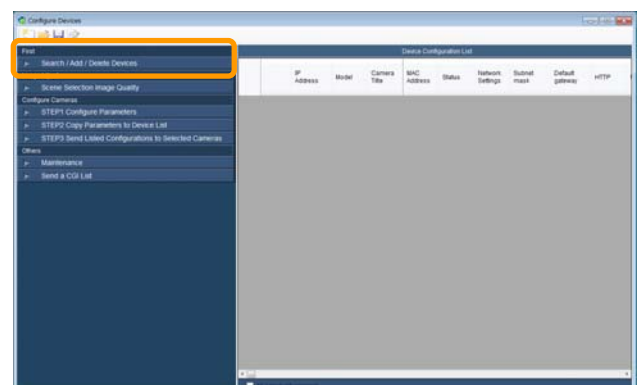 Configure Devices
First
Search / Add / Delete Devices
Scene Selection Image Quality
Configure Cameras
STEP1 Configure Parameters
STEP2 Copy Parameters to Device List
STEP3 Send Listed Configurations to Selected Cameras
Others
Maintenance
Send a CGI List
Device Configuration List
IP Address
Model
Camera Title
MAC Address
Status
Network Settings
Subnet mask
Default gateway
HTTP